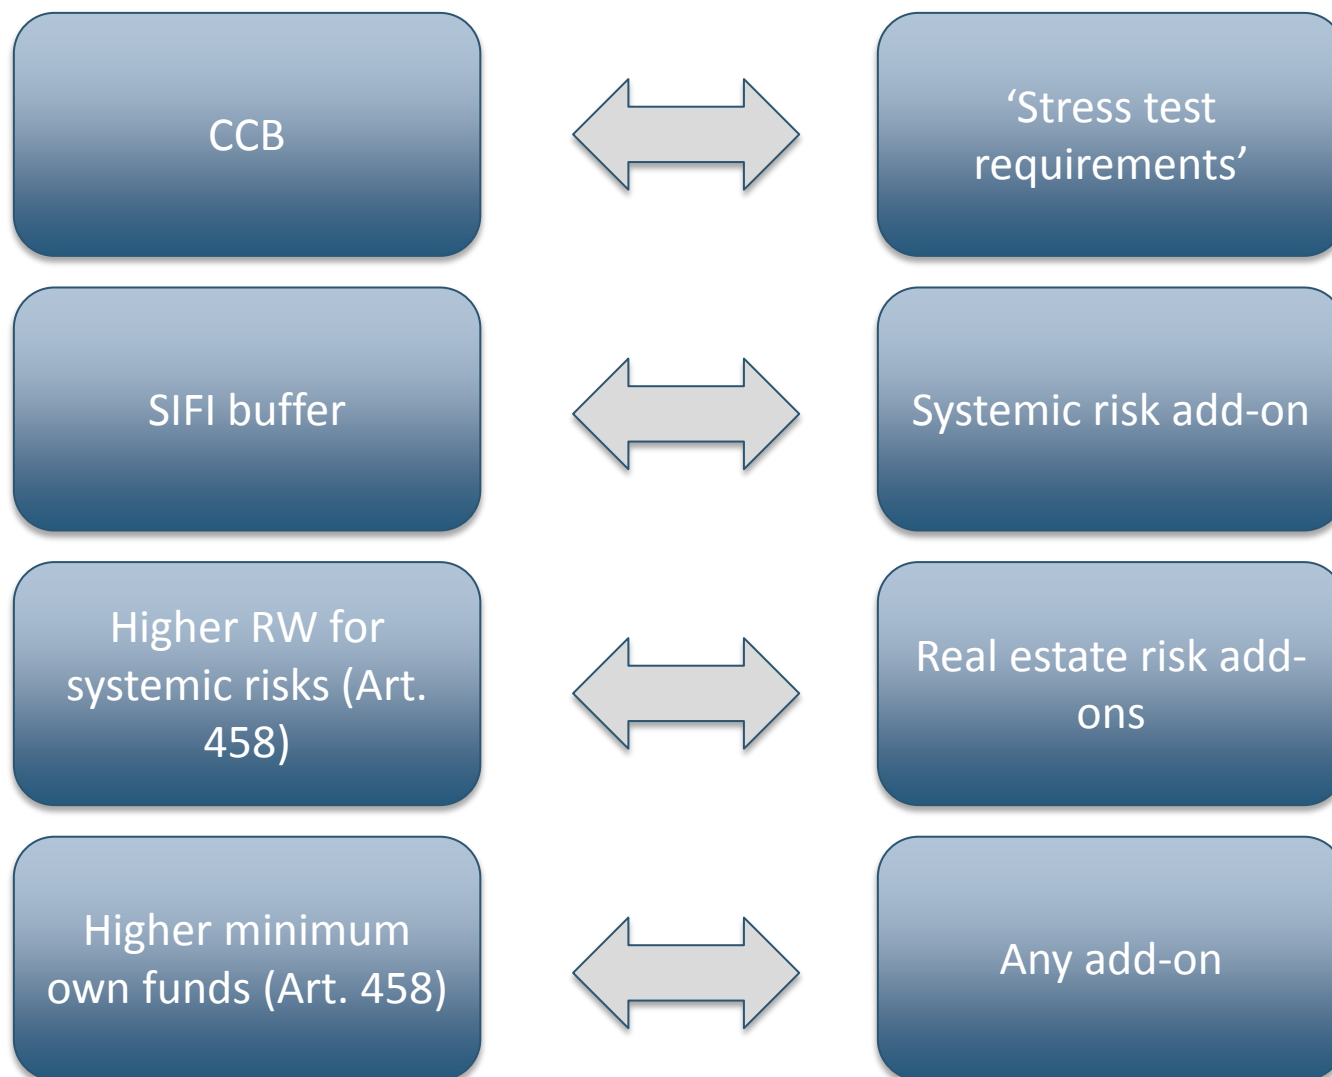 CCB
‘Stress test
requirements’
SIFI buffer
Systemic risk add-on
Higher RW for
systemic risks (Art.
458)
Real estate risk add-
ons
Higher minimum
own funds (Art. 458)
Any add-on